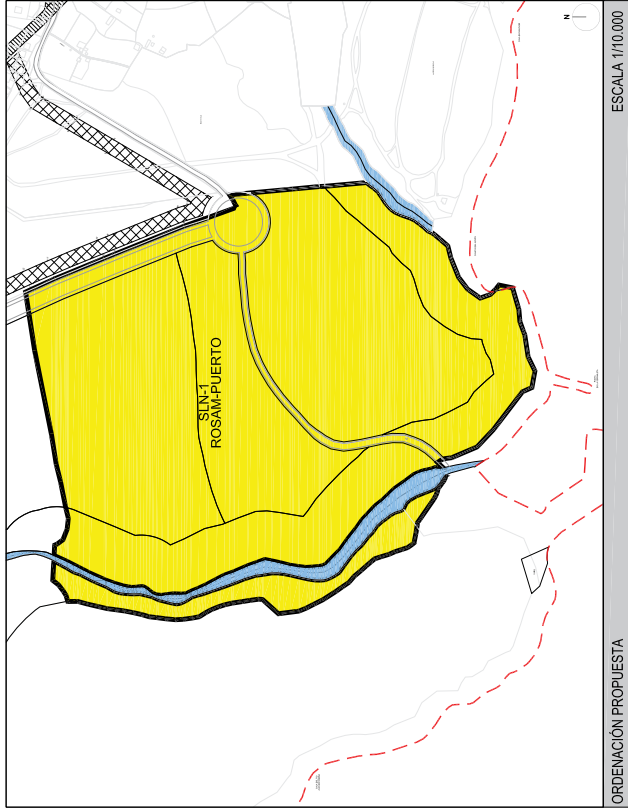 N
SLN-1
ROSAM-PUERTO
ORDENACIÓN PROPUESTA
ESCALA 1/10.000